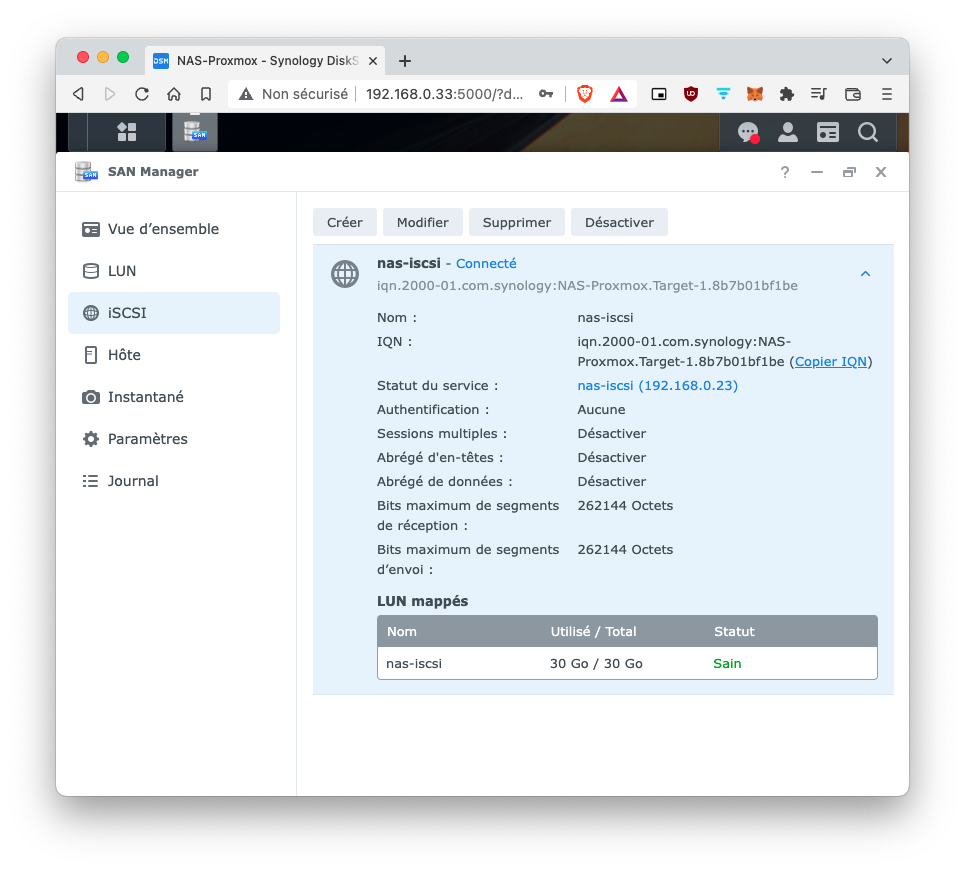 NAS-Proxmox - Synology DiskS
Non sécurisé
192.168.0.33:5000/?d...
SAN Manager
Vue d’ensemble
LUN
iSCSI
Hôte
Instantané
Paramètres
Journal
Créer
Modifier
Supprimer
Désactiver
nas-iscsi - Connecté
iqn.2000-01.com.synology:NAS-Proxmox.Target-1.8b7b01bf1be
Nom :
nas-iscsi
IQN :
iqn.2000-01.com.synology:NAS-
Proxmox.Target-1.8b7b01bf1be (Copier IQN)
Statut du service :
nas-iscsi (192.168.0.23)
Authentification :
Aucune
Sessions multiples :
Désactiver
Abrégé d'en-têtes :
Désactiver
Abrégé de données :
Désactiver
Bits maximum de segments
de réception :
262144 Octets
Bits maximum de segments
d’envoi :
262144 Octets
LUN mappés
Nom
Utilisé / Total
Statut
nas-iscsi
30 Go / 30 Go
Sain